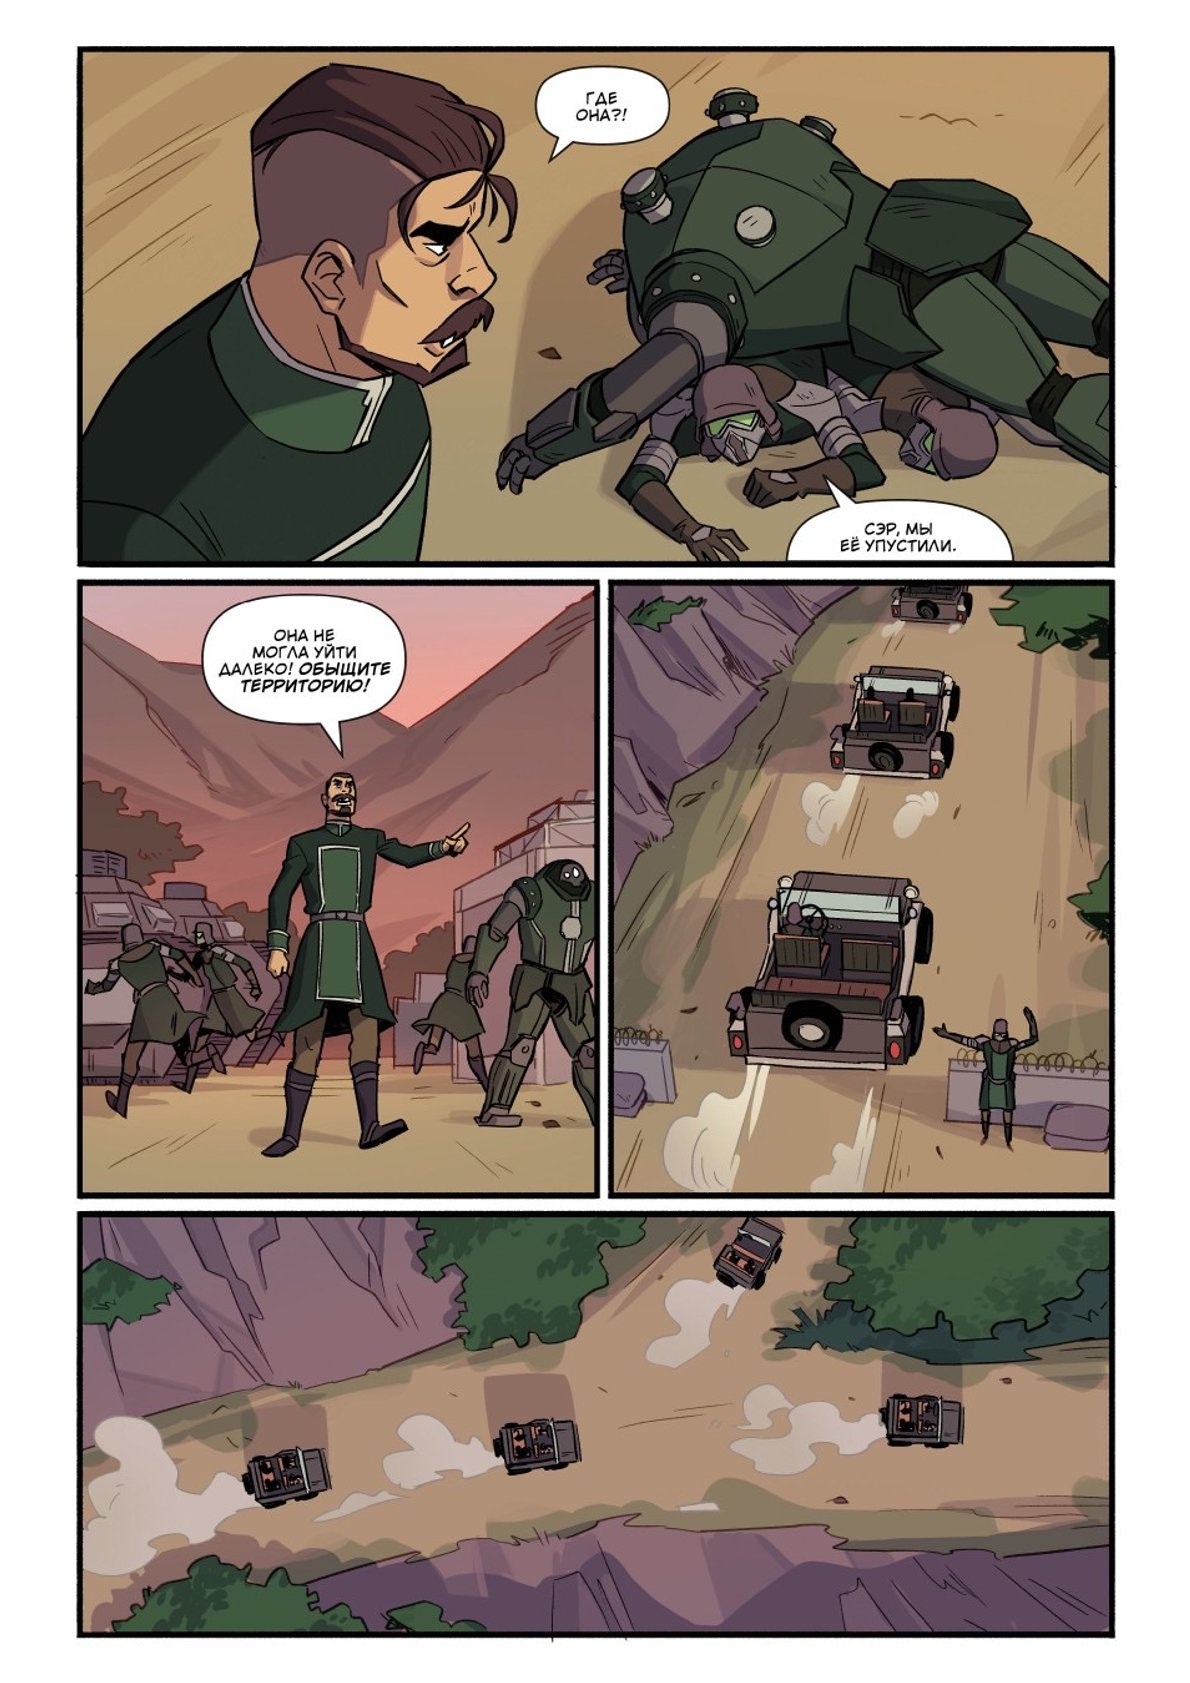 ГДЕ
ОНА?!
СЭР, МЫ
ЕЁ УПУСТИЛИ.
ОНА НЕ
МОГЛА УЙТИ
ДАЛЕКО! ОБЫЩИТЕ
ТЕРРИТОРИЮ!